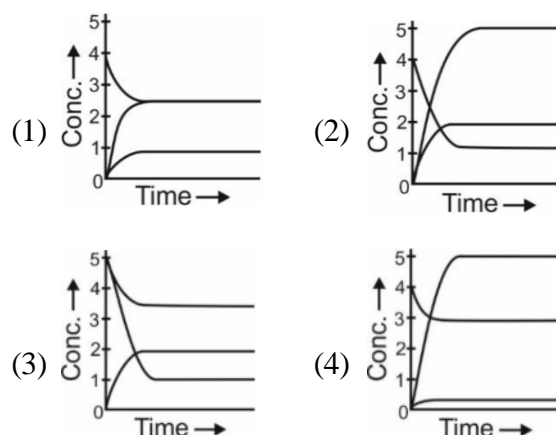 (1) Conc. → 5 4 3 2 1 0 Time →
(2) Conc. → 5 4 3 2 1 0 Time →
(3) Conc. → 5 4 3 2 1 0 Time →
(4) Conc. → 5 4 3 2 1 0 Time →